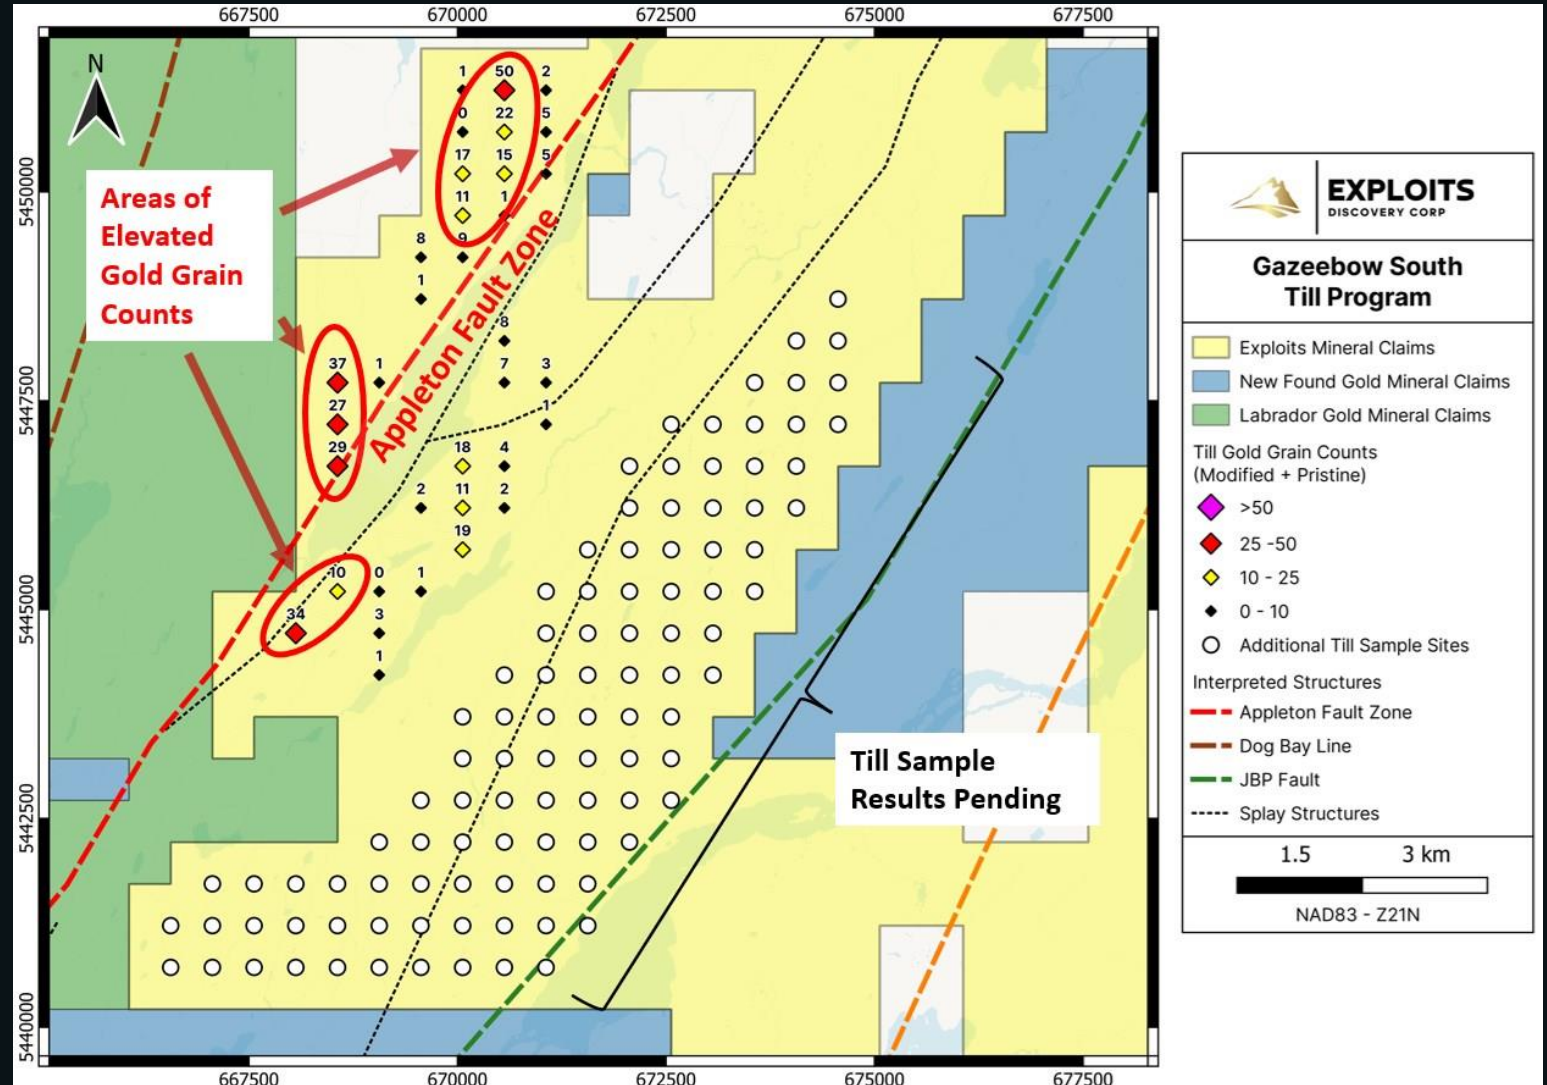 667500 670000 672500 675000 677500
N
1 50 2
0 22 5
17 15 5
11 1
8 9
1
8
37 1 7 3
27 1
29 18 4
2 11 2
19
10 0 1
34 3
1
Areas of
Elevated
Gold Grain
Counts
Appleton Fault Zone
Till Sample
Results Pending
5450000
5447500
5445000
5442500
5440000
667500 670000 672500 675000 677500
EXPLOITS
DISCOVERY CORP
Gazeebow South
Till Program
Exploits Mineral Claims
New Found Gold Mineral Claims
Labrador Gold Mineral Claims
Till Gold Grain Counts
(Modified + Pristine)
>50
25 -50
10 - 25
0 - 10
Additional Till Sample Sites
Interpreted Structures
Appleton Fault Zone
Dog Bay Line
JBP Fault
Splay Structures
1.5 3 km
NAD83 - Z21N